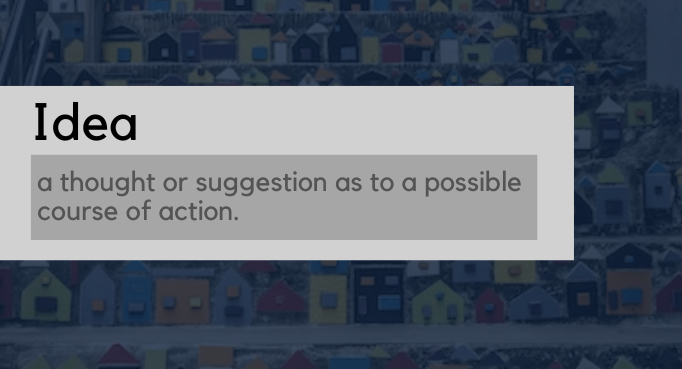 Idea
a thought or suggestion as to a possible
course of action.